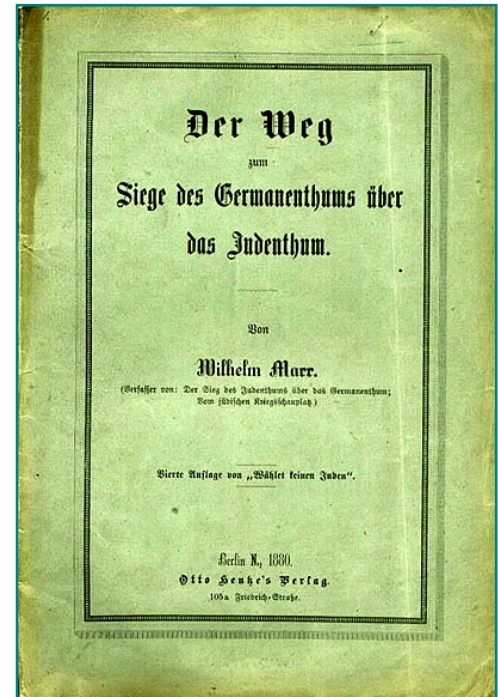 Der Weg
zum
Siege des Germanenthums über
das Judenthum.
Von
Wilhelm Marr.
(Verfasser von: Der Sieg des Judenthums über das Germanenthum;
Vom jüdischen Kriegsschauplatz)
Vierte Auflage von „Wählet keinen Juden“.
Berlin N., 1880.
Otto Hentze's Verlag.
105a Friedrich-Straße.